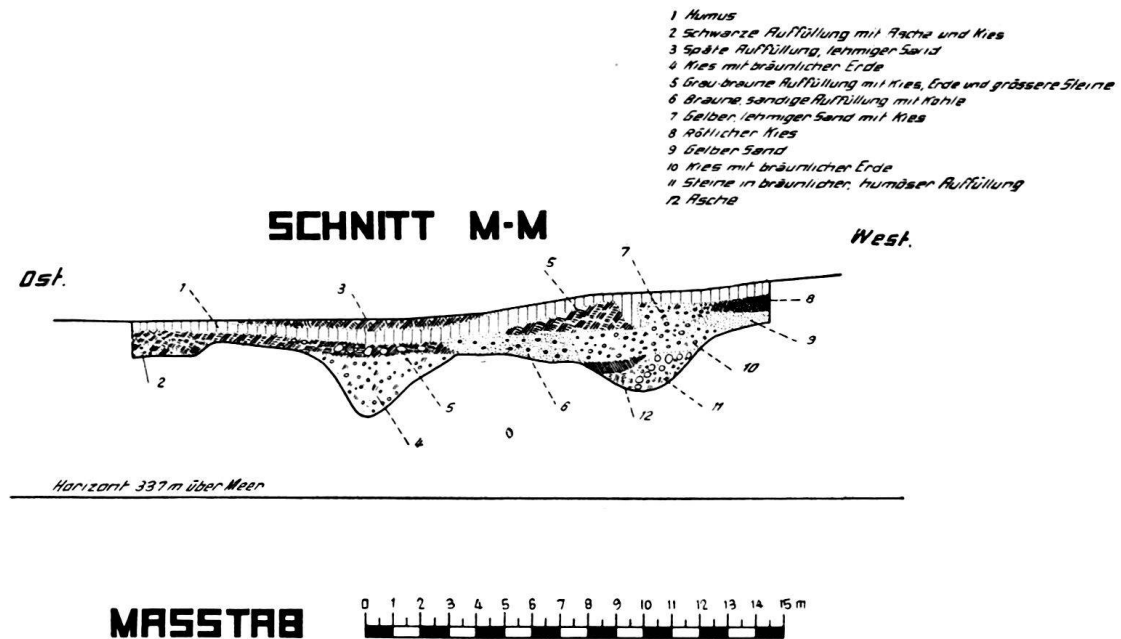 1 Humus
2 Schwarze Auffüllung mit Asche und Kies
3 Späte Auffüllung, lehmiger Sand
4 Kies mit bräunlicher Erde
5 Grau-braune Auffüllung mit Kies, Erde und grössere Steine
6 Braune, sandige Auffüllung mit Kohle
7 Gelber, lehmiger Sand mit Kies
8 Rötlicher Kies
9 Gelber Sand
10 Kies mit bräunlicher Erde
11 Steine in bräunlicher, humöser Auffüllung
12 Asche
SCHNITT M-M
Ost.
West.
1
3
5
7
8
9
10
2
4
5
6
12
11
0
Horizont 337 m über Meer
MASSTAB
0 1 2 3 4 5 6 7 8 9 10 11 12 13 14 15 m